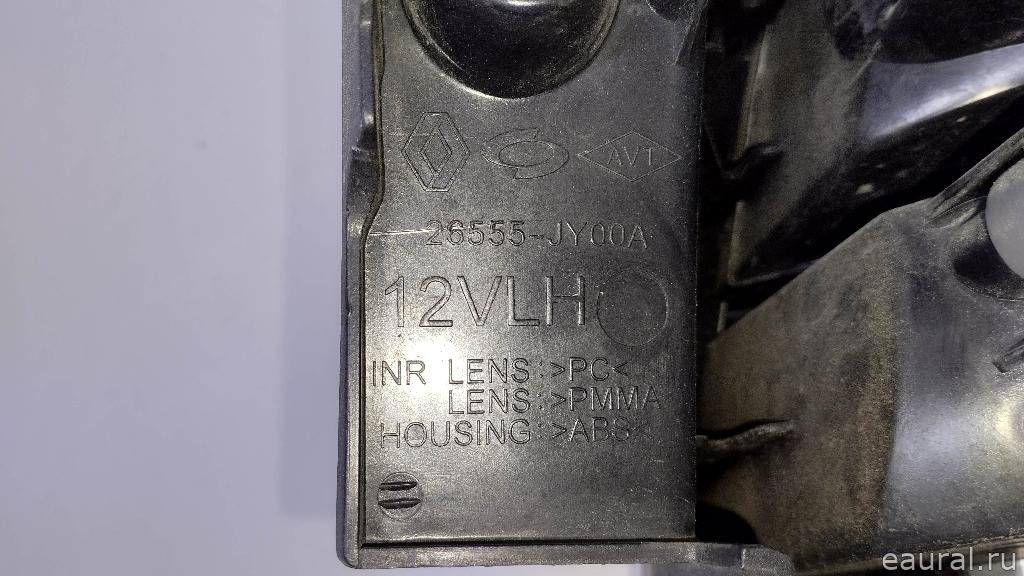 AVT
26555-JY00A
12VLH
INR LENS:>PC<
LENS:>PMMA
HOUSING:>ABS<
eaural.ru